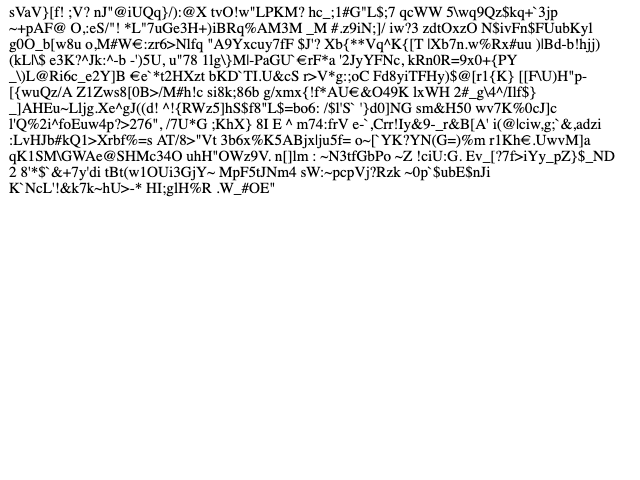 sVaV}[f! ;V? nJ"@iUQq}/):@X tvO!w"LPKM? hc_;1#G"L$;7 qcWW 5\wq9Qz$kq+`3jp
~+pAF@ O,:eS/"! *L"7uGe3H+)iBRq%AM3M _M #.z9iN;]/ iw?3 zdtOxzO N$ivFn$FUubKyl
g0O_b[w8u o,M#W€:zr6>Nlfq "A9Yxcuy7fF $J'? Xb{**Vq^K{[T |Xb7n.w%Rx#uu )|Bd-b!hjj)
(kL|\$ e3K?^Jk:^-b -')5U, u"78 1lg\}M|-PaGU`€rF*a '2JyYFNc, kRn0R=9x0+{PY
_\)L@Ri6c_e2Y]B €e`*t2HXzt bKD`TI.U&cS r>V*g:;oC Fd8yiTFHy)$@[r1{K} [[F\U)H"p-
[{wuQz/A Z1Zws8[0B>/M#h!c si8k;86b g/xmx{!f*AU€&O49K lxWH 2#_g\4^/Ilf$}
_]AHEu~Lljg.Xe^gJ((d! ^!{RWz5]h$$f8"L$=bo6: /$l'S` '}d0]NG sm&H50 wv7K%0cJ]c
l'Q%2i^foEuw4p?>276", /7U*G ;KhX} 8I E ^ m74:frV e-`,Crr!Iy&9-_r&B[A' i(@|ciw,g;`&,adzi
:LvHJb#kQ1>Xrbf%=s AT/8>"Vt 3b6x%K5ABjx|ju5f= o~[`YK?YN(G=)%m r1Kh€.UwvM]a
qK1SM\GWAe@SHMc34O uhH"OWz9V. n[]lm : ~N3tfGbPo ~Z !ciU:G. Ev_[?7f>iYy_pZ}$_ND
2 8'*$`&+7y'di tBt(w1OUi3GjY~ MpF5tJNm4 sW:~pcpVj?Rzk ~0p`$ubE$nJi
K`NcL'!&k7k~hU>-* HI;glH%R .W_#OE"